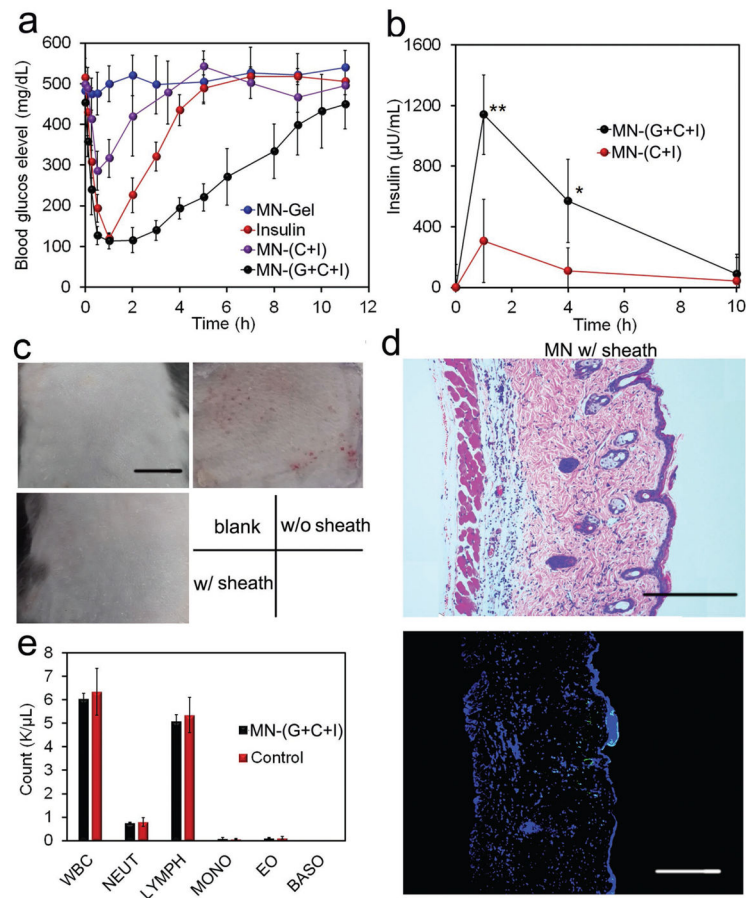 a
Blood glucos elevel (mg/dL)
600
500
400
300
200
100
0
0 2 4 6 8 10 12
Time (h)
MN-Gel
Insulin
MN-(C+I)
MN-(G+C+I)
b
Insulin (µU/mL)
1600
1200
800
400
0
0 2 4 6 8 10
Time (h)
**
*
MN-(G+C+I)
MN-(C+I)
c
blank w/o sheath
w/ sheath
d
MN w/ sheath
e
Count (K/µL)
8
7
6
5
4
3
2
1
0
WBC NEUT LYMPH MONO EO BASO
MN-(G+C+I)
Control